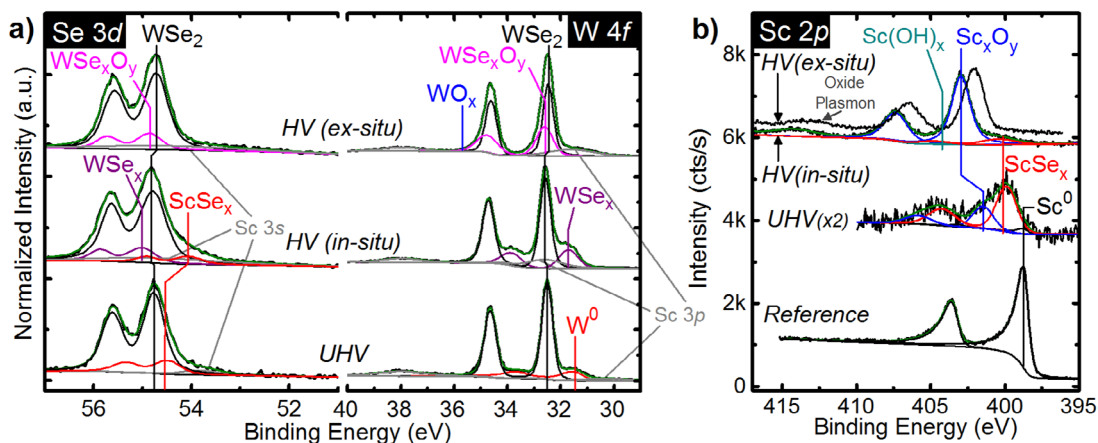 a)
Se 3d
WSe2
WSe2
W 4f
WSexOy
WSexOy
WOx
HV (ex-situ)
WSex
ScSex
Sc 3s
WSex
HV (in-situ)
Sc 3p
W0
UHV
Normalized Intensity (a.u.)
56 54 52 40 38 36 34 32 30
Binding Energy (eV) Binding Energy (eV)
b)
Sc 2p
Sc(OH)x
ScxOy
8k
HV(ex-situ)
Oxide
Plasmon
6k
HV(in-situ)
ScSex
Sc0
UHV(x2)
4k
Reference
2k
0
Intensity (cts/s)
415 410 405 400 395
Binding Energy (eV)